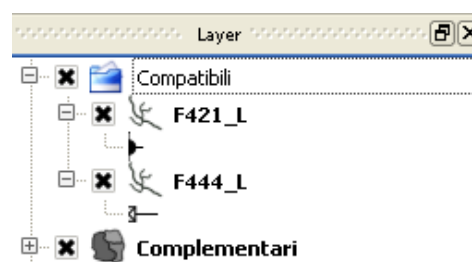 Layer
Compatibili
F421_L
F444_L
Complementari